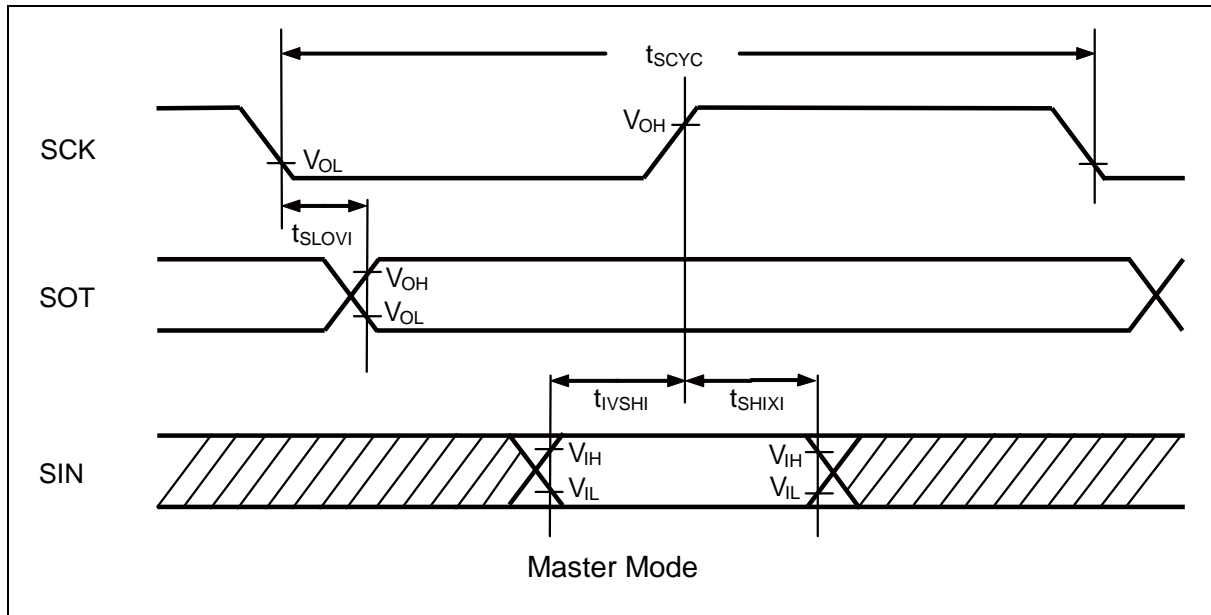 tSCYC
SCK
VOH
VOL
tSLOVI
SOT
VOH
VOL
tIVSHI
tSHIXI
SIN
VIH
VIL
VIH
VIL
Master Mode